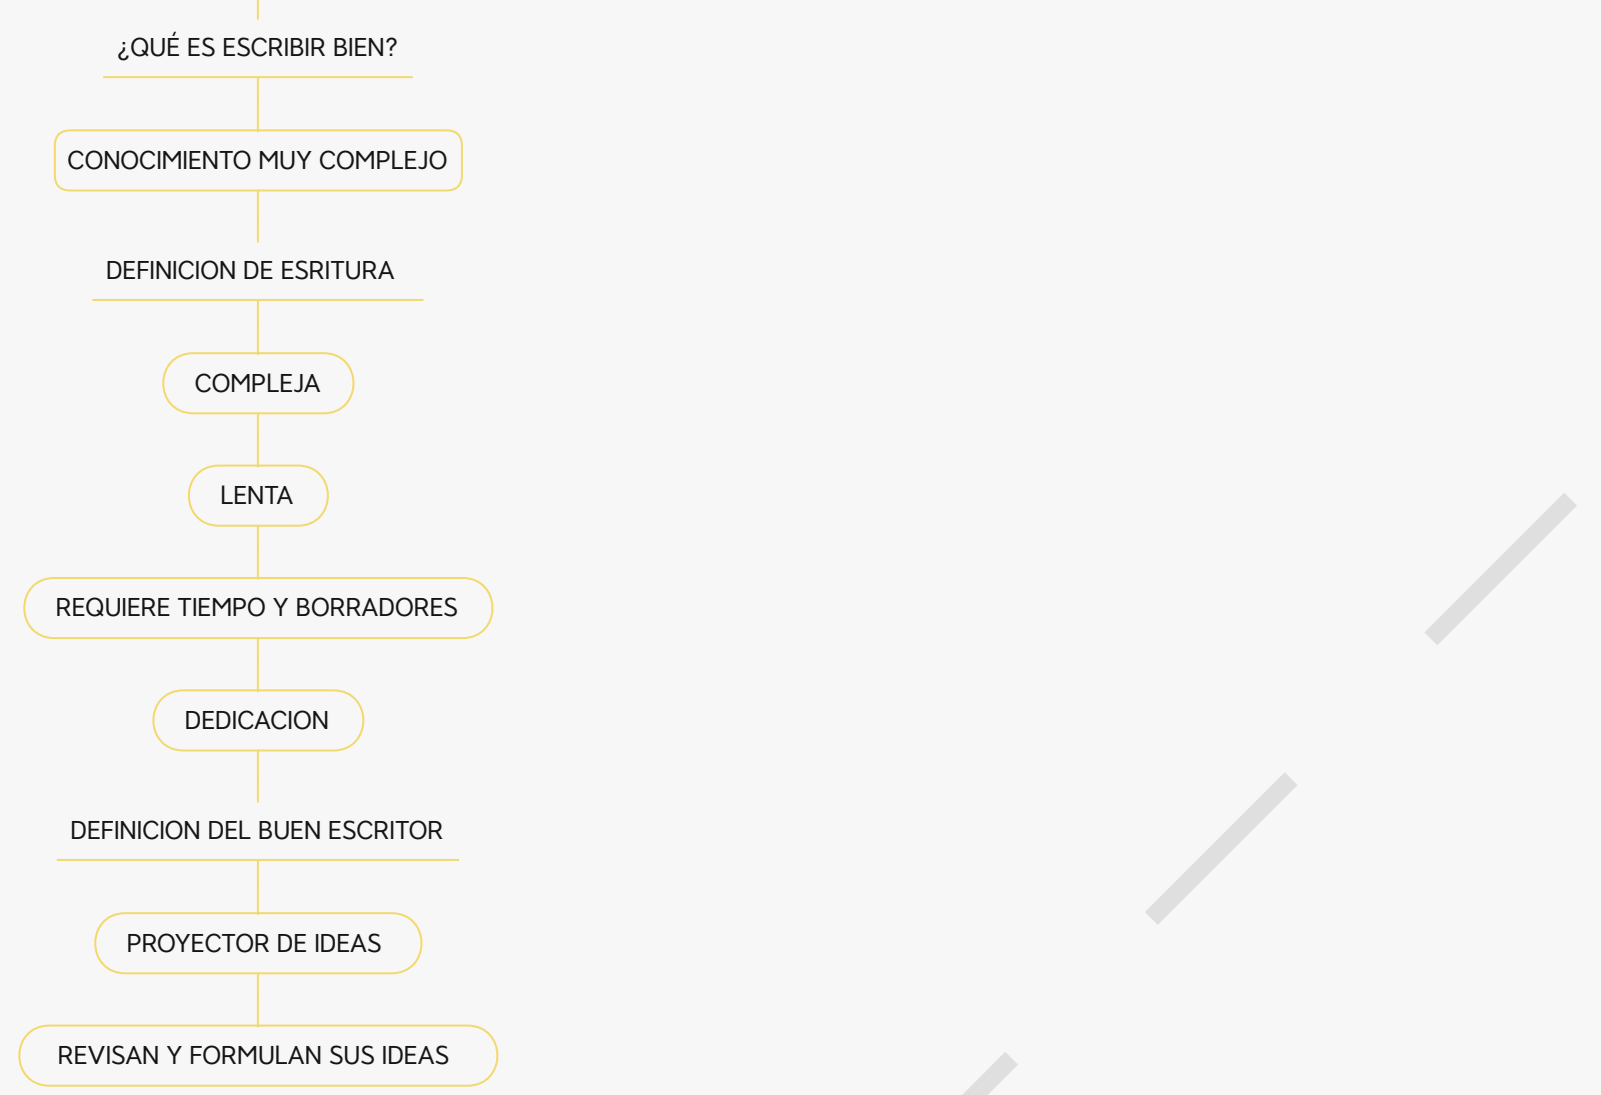 ¿QUÉ ES ESCRIBIR BIEN?
CONOCIMIENTO MUY COMPLEJO
DEFINICION DE ESRITURA
COMPLEJA
LENTA
REQUIERE TIEMPO Y BORRADORES
DEDICACION
DEFINICION DEL BUEN ESCRITOR
PROYECTOR DE IDEAS
REVISAN Y FORMULAN SUS IDEAS